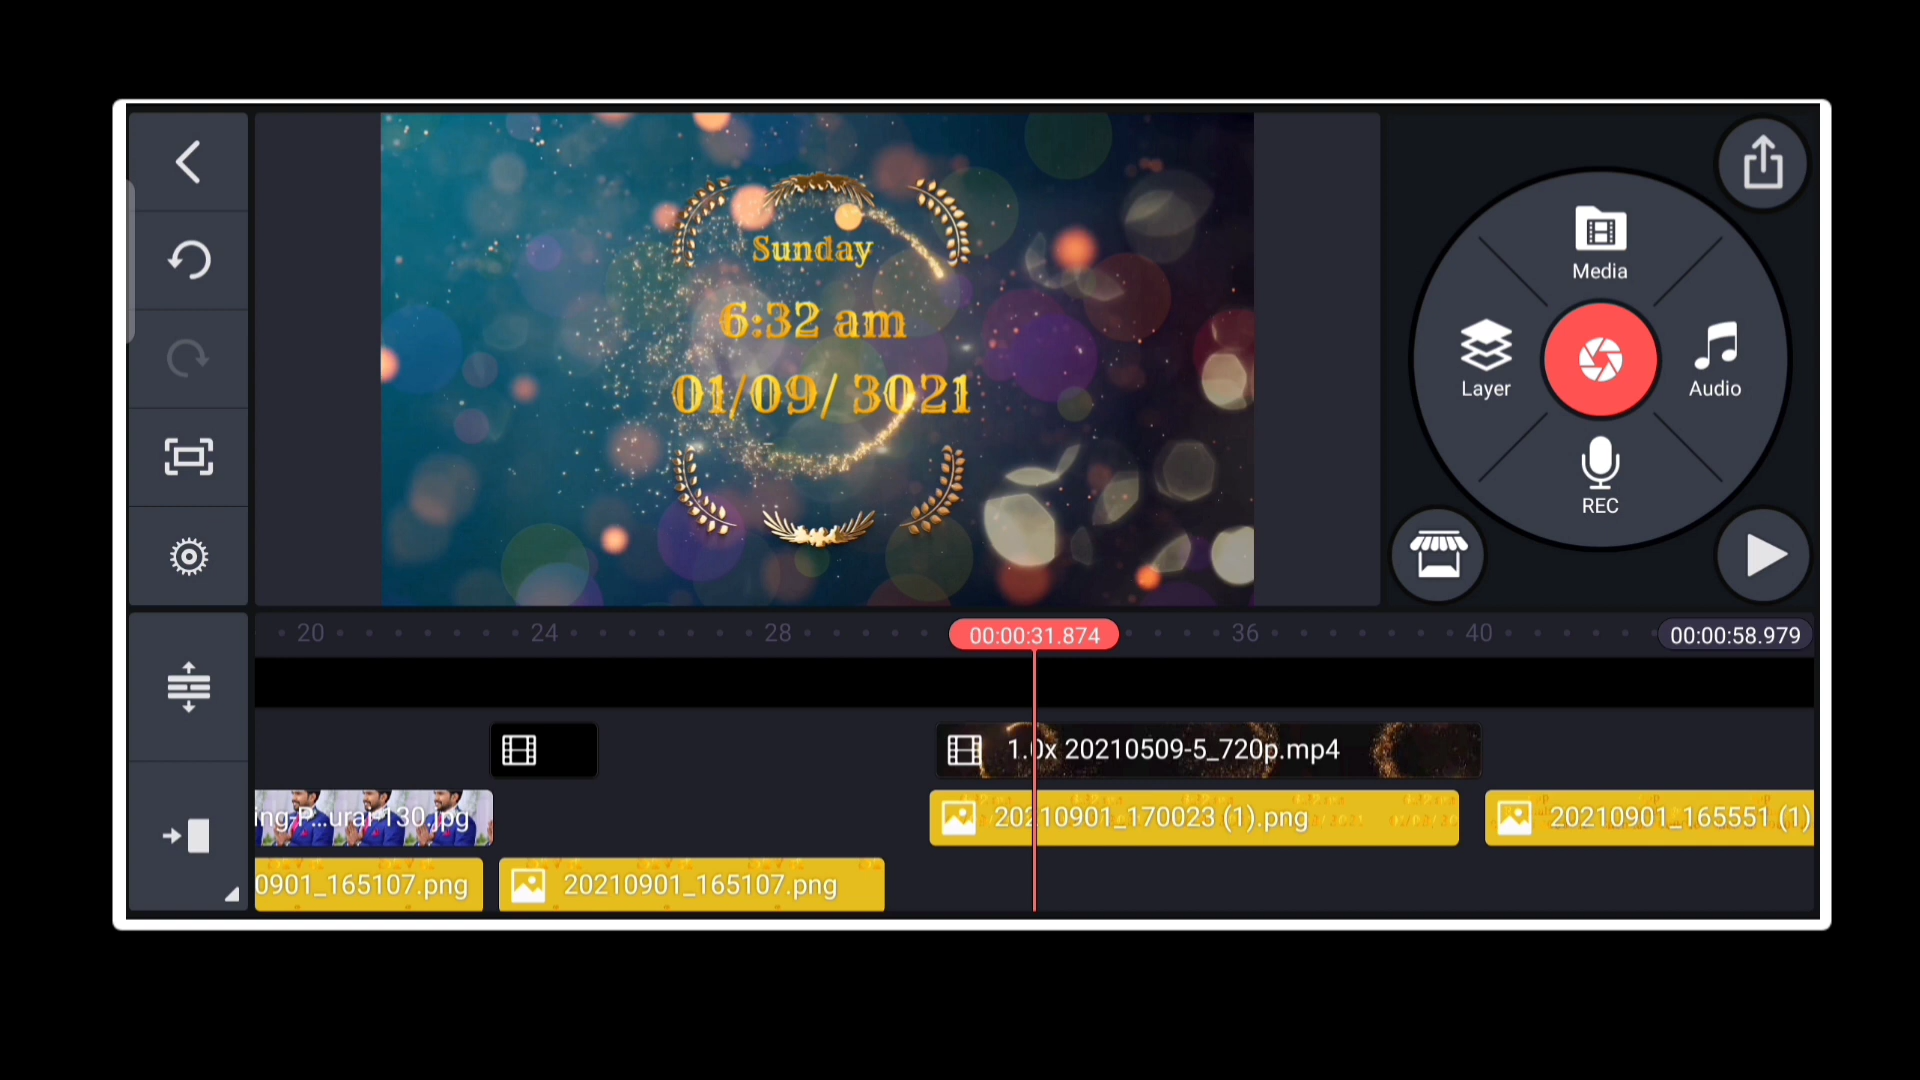 Sunday
6:32 am
01/09/ 3021
Media
Layer
Audio
REC
20
24
28
00:00:31.874
36
40
00:00:58.979
1.0x 20210509-5_720p.mp4
ing-P...urai-130.jpg
20210901_170023 (1).png
20210901_165551 (1)
0901_165107.png
20210901_165107.png